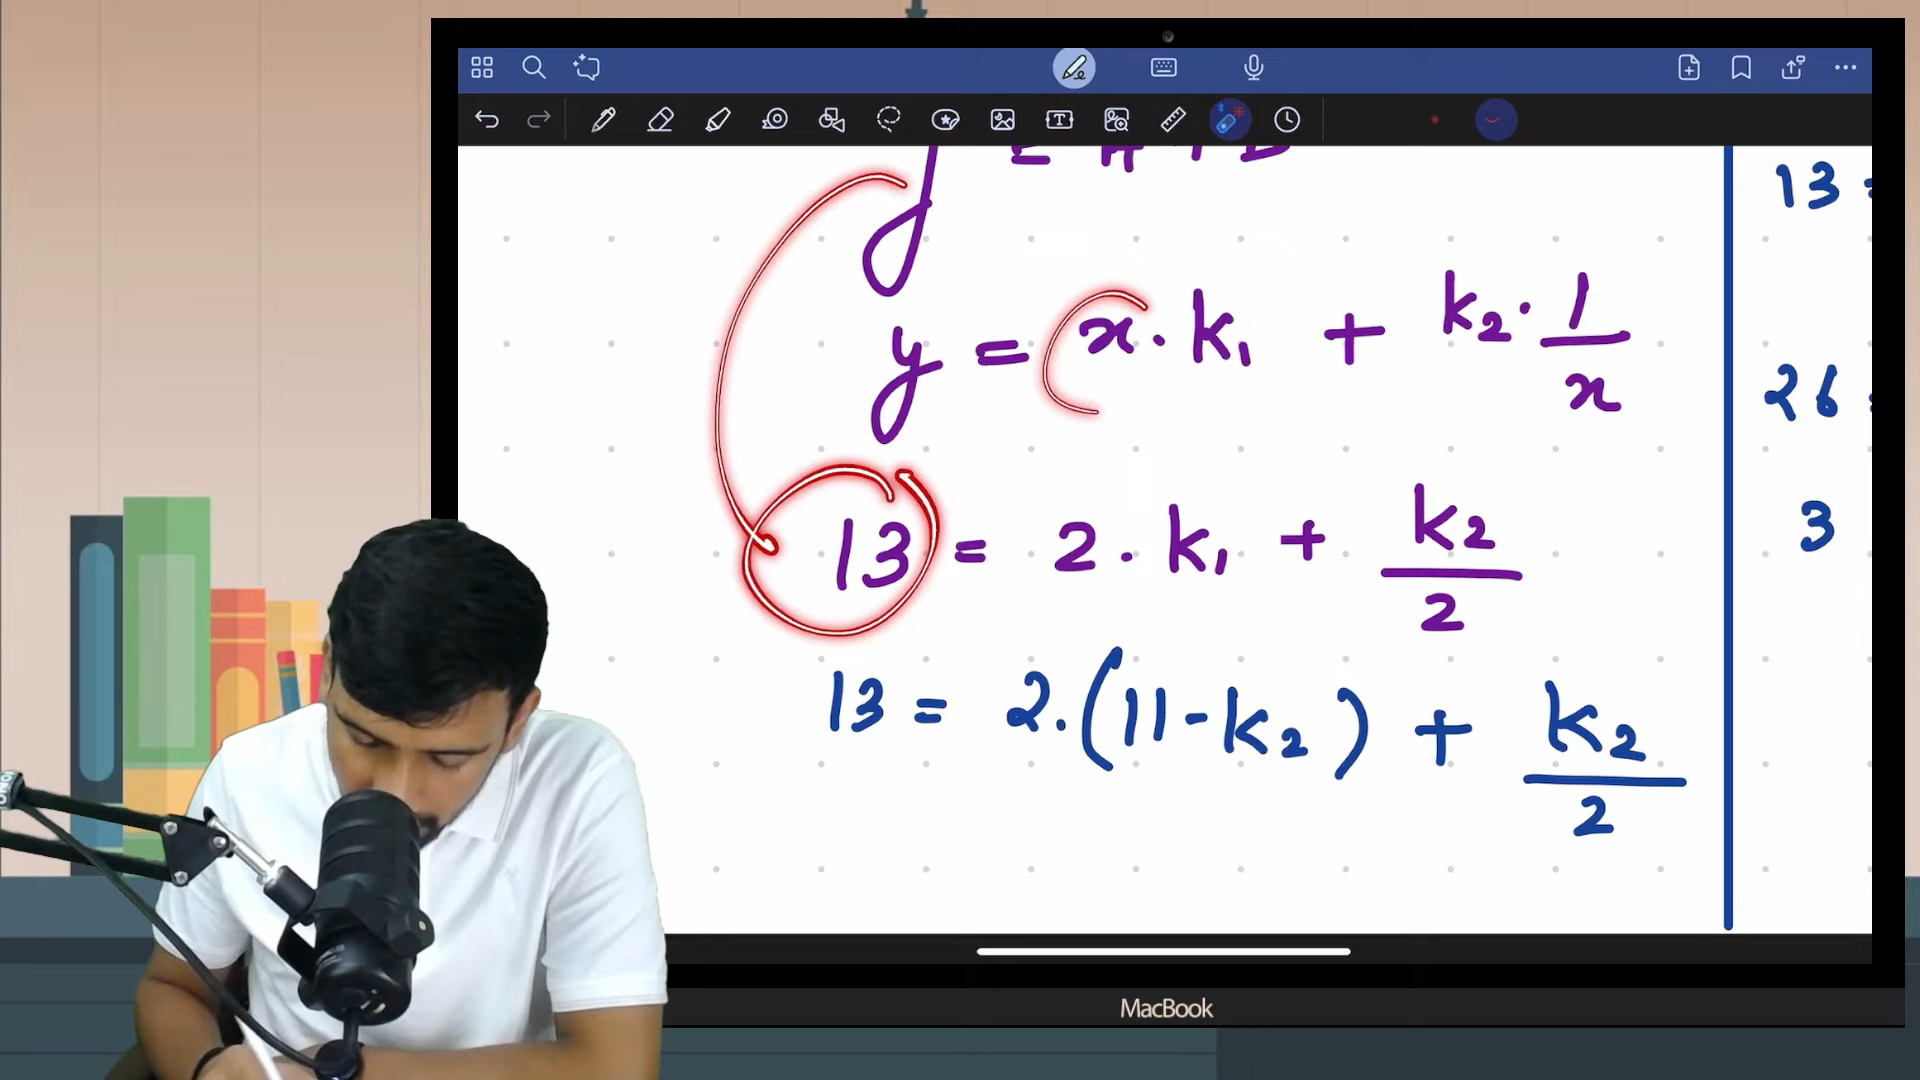 y = x . k₁ + k₂ . 1/x
13 = 2 . k₁ + k₂/2
13 = 2 . (11 - k₂) + k₂/2
13
26
3
MacBook